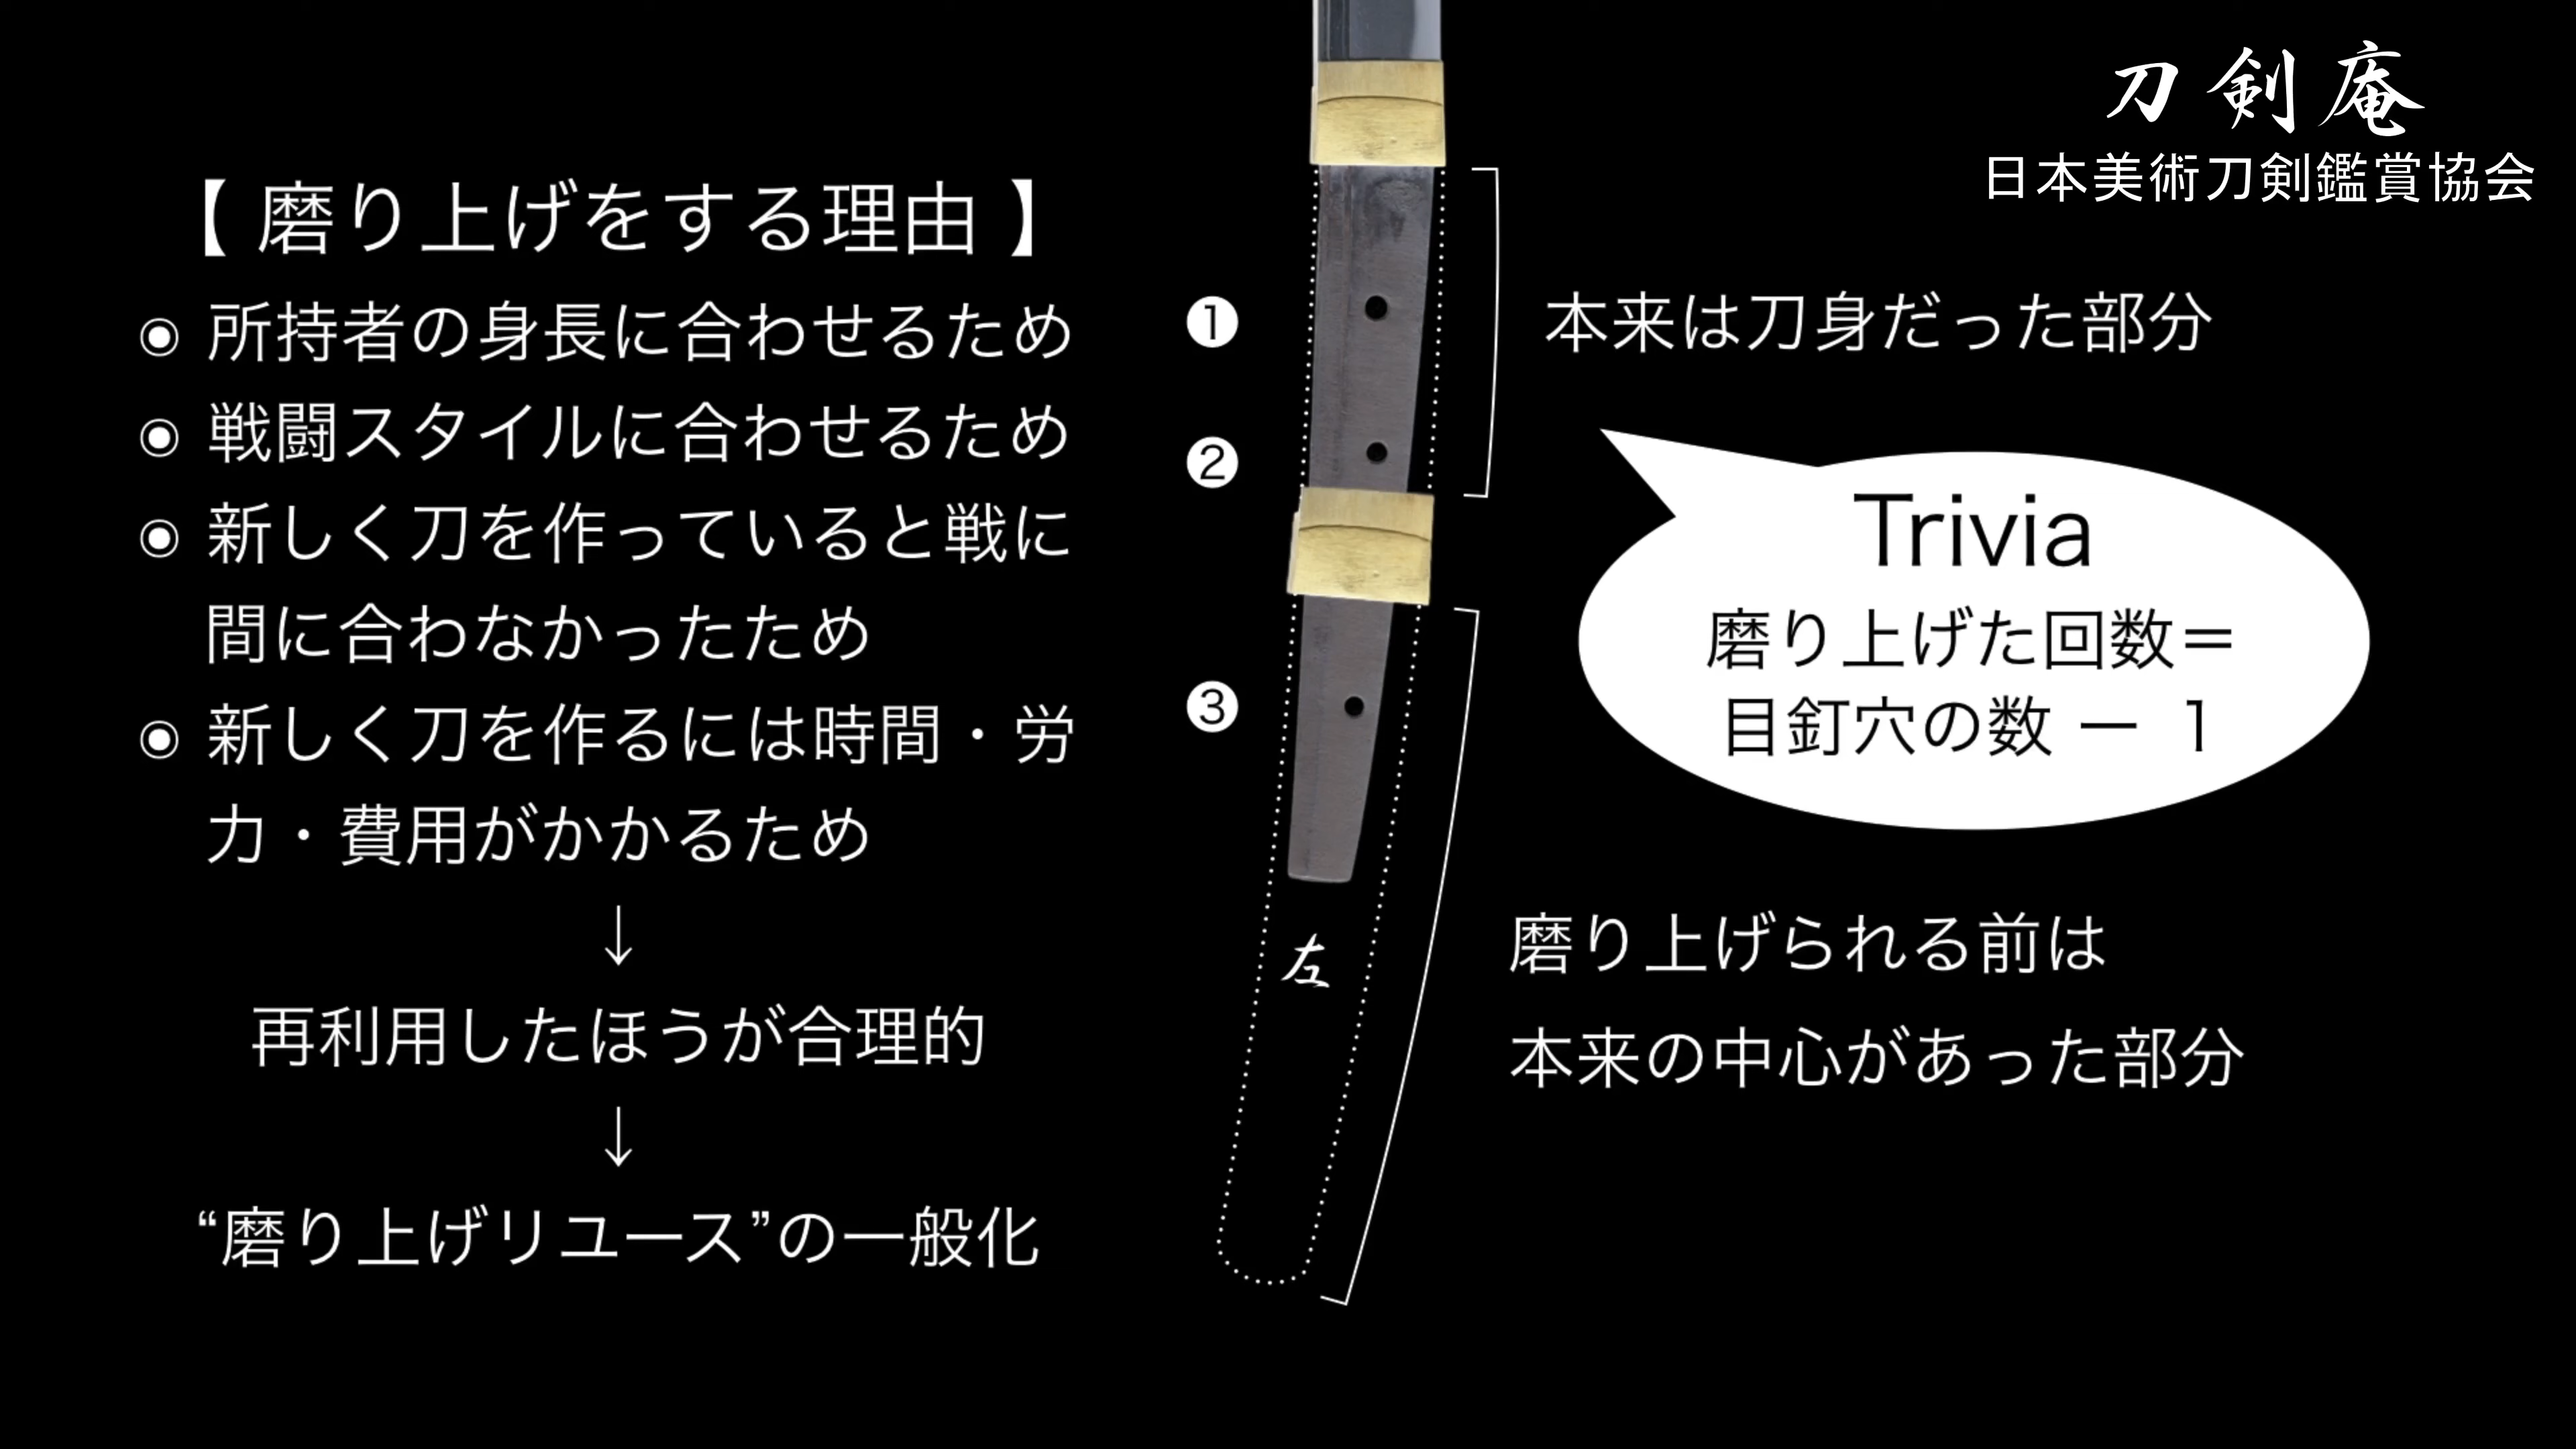 刀剣庵
日本美術刀剣鑑賞協会
【 磨り上げをする理由 】
◉ 所持者の身長に合わせるため
◉ 戦闘スタイルに合わせるため
◉ 新しく刀を作っていると戦に
間に合わなかったため
◉ 新しく刀を作るには時間・労
力・費用がかかるため
↓
再利用したほうが合理的
↓
“磨り上げリユース”の一般化
❶
❷
❸
左
本来は刀身だった部分
Trivia
磨り上げた回数＝
目釘穴の数 ー 1
磨り上げられる前は
本来の中心があった部分